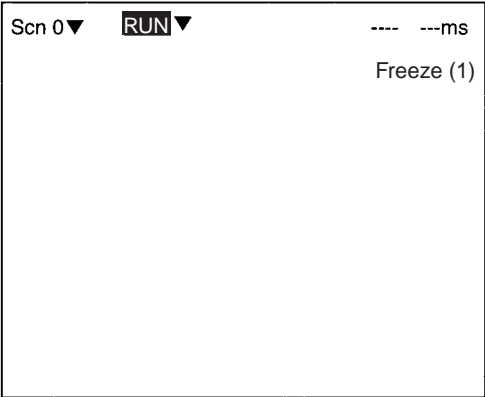 Scn 0▼ RUN▼ ---- ---ms
Freeze (1)